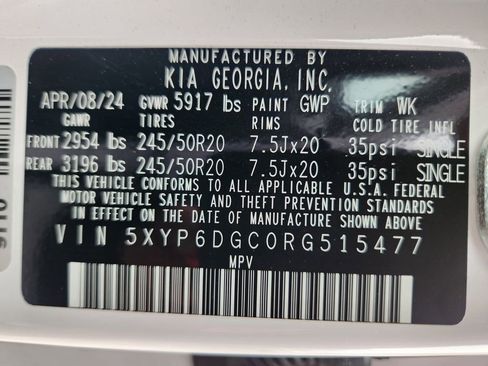 MANUFACTURED BY
KIA GEORGIA, INC.
APR/08/24 GVWR 5917 lbs PAINT GWP TRIM WK
GAWR TIRES RIMS COLD TIRE INFL
FRONT 2954 lbs 245/50R20 7.5Jx20 35psi SINGLE
REAR 3196 lbs 245/50R20 7.5Jx20 35psi SINGLE
THIS VEHICLE CONFORMS TO ALL APPLICABLE U.S.A. FEDERAL
MOTOR VEHICLE SAFETY AND THEFT PREVENTION STANDARDS
IN EFFECT ON THE DATE OF MANUFACTURE SHOWN ABOVE.
VIN 5XYP6DGC0RG515477
MPV